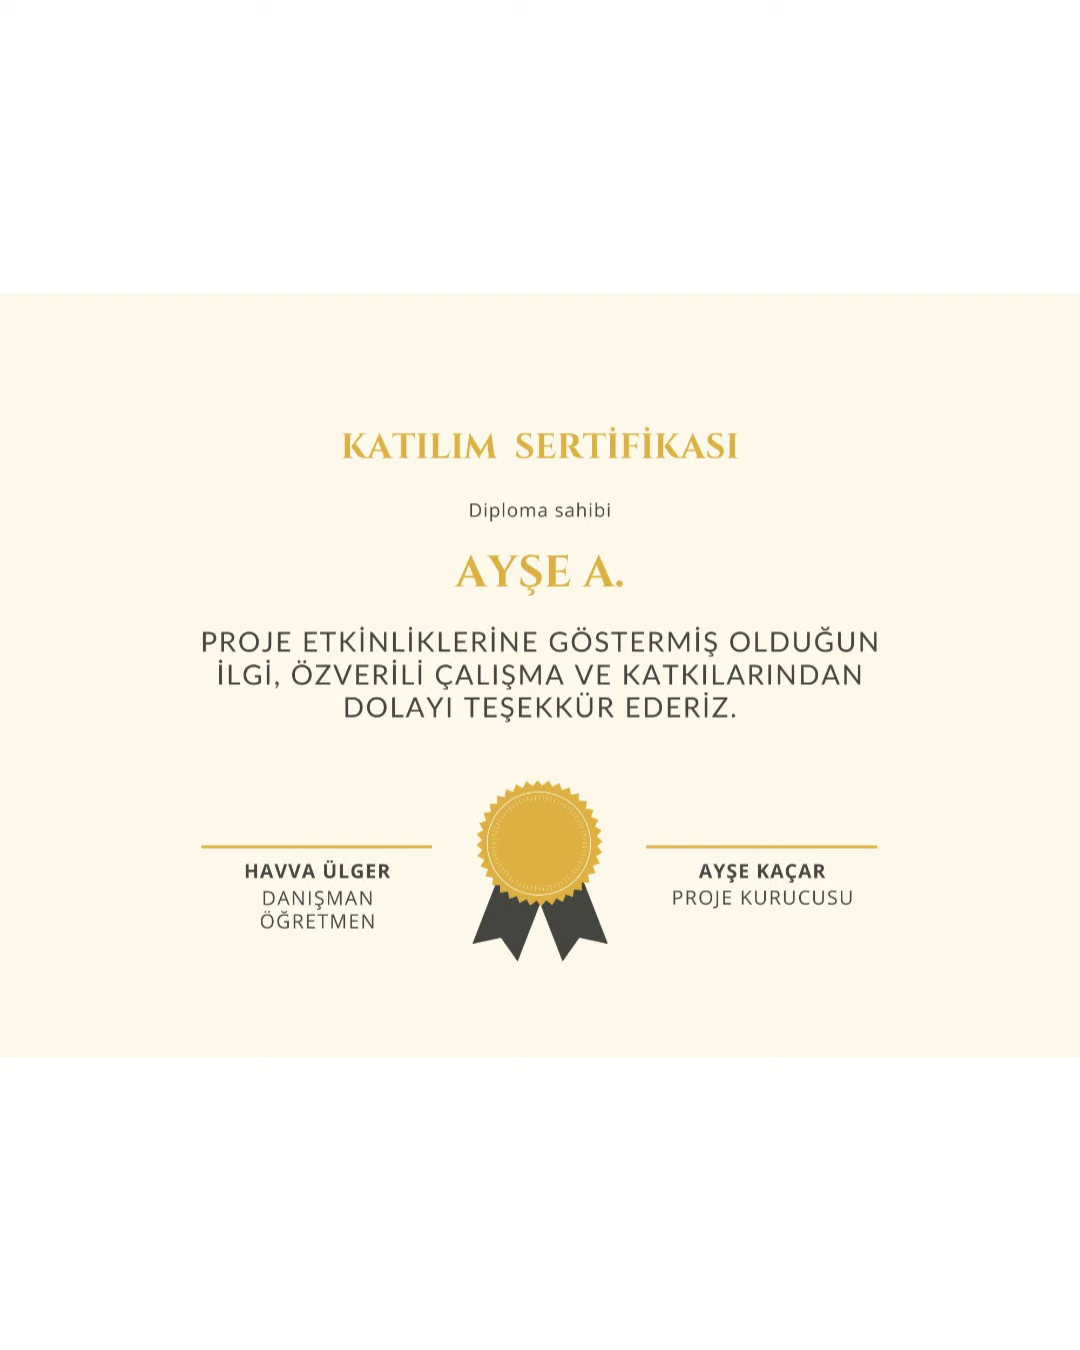 KATILIM SERTİFİKASI
Diploma sahibi
AYŞE A.
PROJE ETKİNLİKLERİNE GÖSTERMİŞ OLDUĞUN
İLGİ, ÖZVERİLİ ÇALIŞMA VE KATKILARINDAN
DOLAYI TEŞEKKÜR EDERİZ.
HAVVA ÜLGER
DANIŞMAN
ÖĞRETMEN
AYŞE KAÇAR
PROJE KURUCUSU